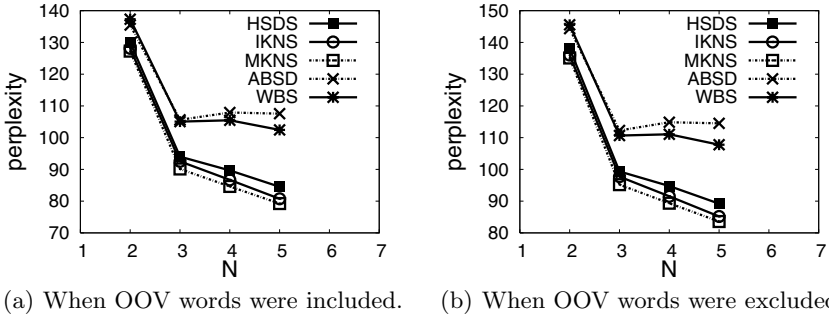 140
130
120
110
100
90
80
70
perplexity
1 2 3 4 5 6 7
N
HSDS
IKNS
MKNS
ABSD
WBS
(a) When OOV words were included.
150
140
130
120
110
100
90
80
perplexity
1 2 3 4 5 6 7
N
HSDS
IKNS
MKNS
ABSD
WBS
(b) When OOV words were excluded